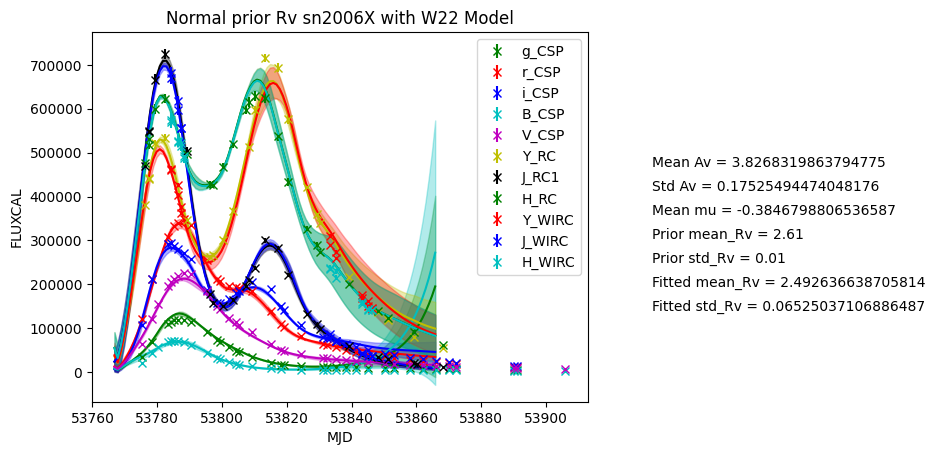 Normal prior Rv sn2006X with W22 Model
FLUXCAL
700000
600000
500000
400000
300000
200000
100000
0
53760 53780 53800 53820 53840 53860 53880 53900
MJD
g_CSP
r_CSP
i_CSP
B_CSP
V_CSP
Y_RC
J_RC1
H_RC
Y_WIRC
J_WIRC
H_WIRC
Mean Av = 3.8268319863794775
Std Av = 0.17525494474048176
Mean mu = -0.3846798806536587
Prior mean_Rv = 2.61
Prior std_Rv = 0.01
Fitted mean_Rv = 2.492636638705814
Fitted std_Rv = 0.06525037106886487